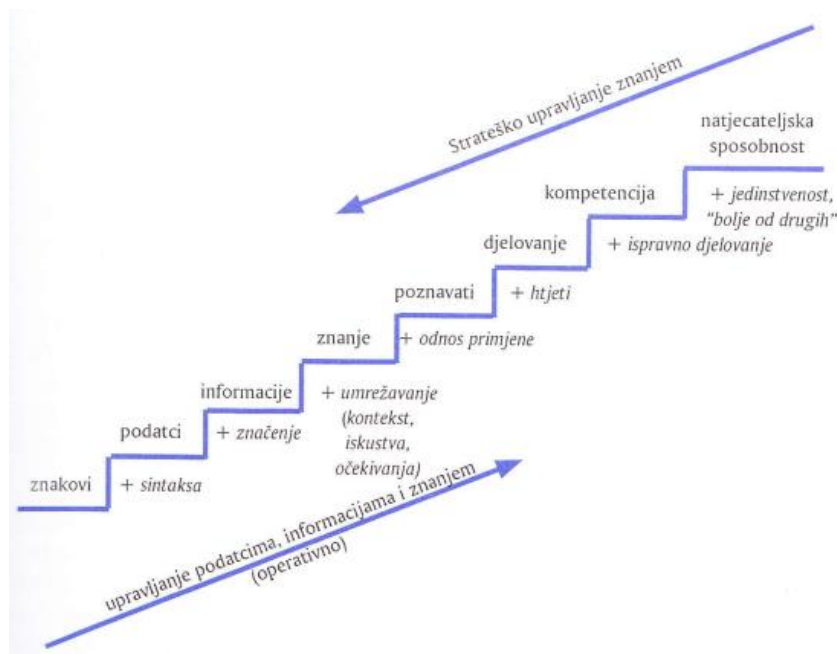 Strateško upravljanje znanjem
natjecateljska
sposobnost
+ jedinstvenost,
"bolje od drugih"
kompetencija
+ ispravno djelovanje
djelovanje
+ htjeti
poznavati
+ odnos primjene
znanje
+ umrežavanje
(kontekst,
iskustva,
očekivanja)
informacije
+ značenje
podatci
+ sintaksa
znakovi
upravljanje podatcima, informacijama i znanjem
(operativno)